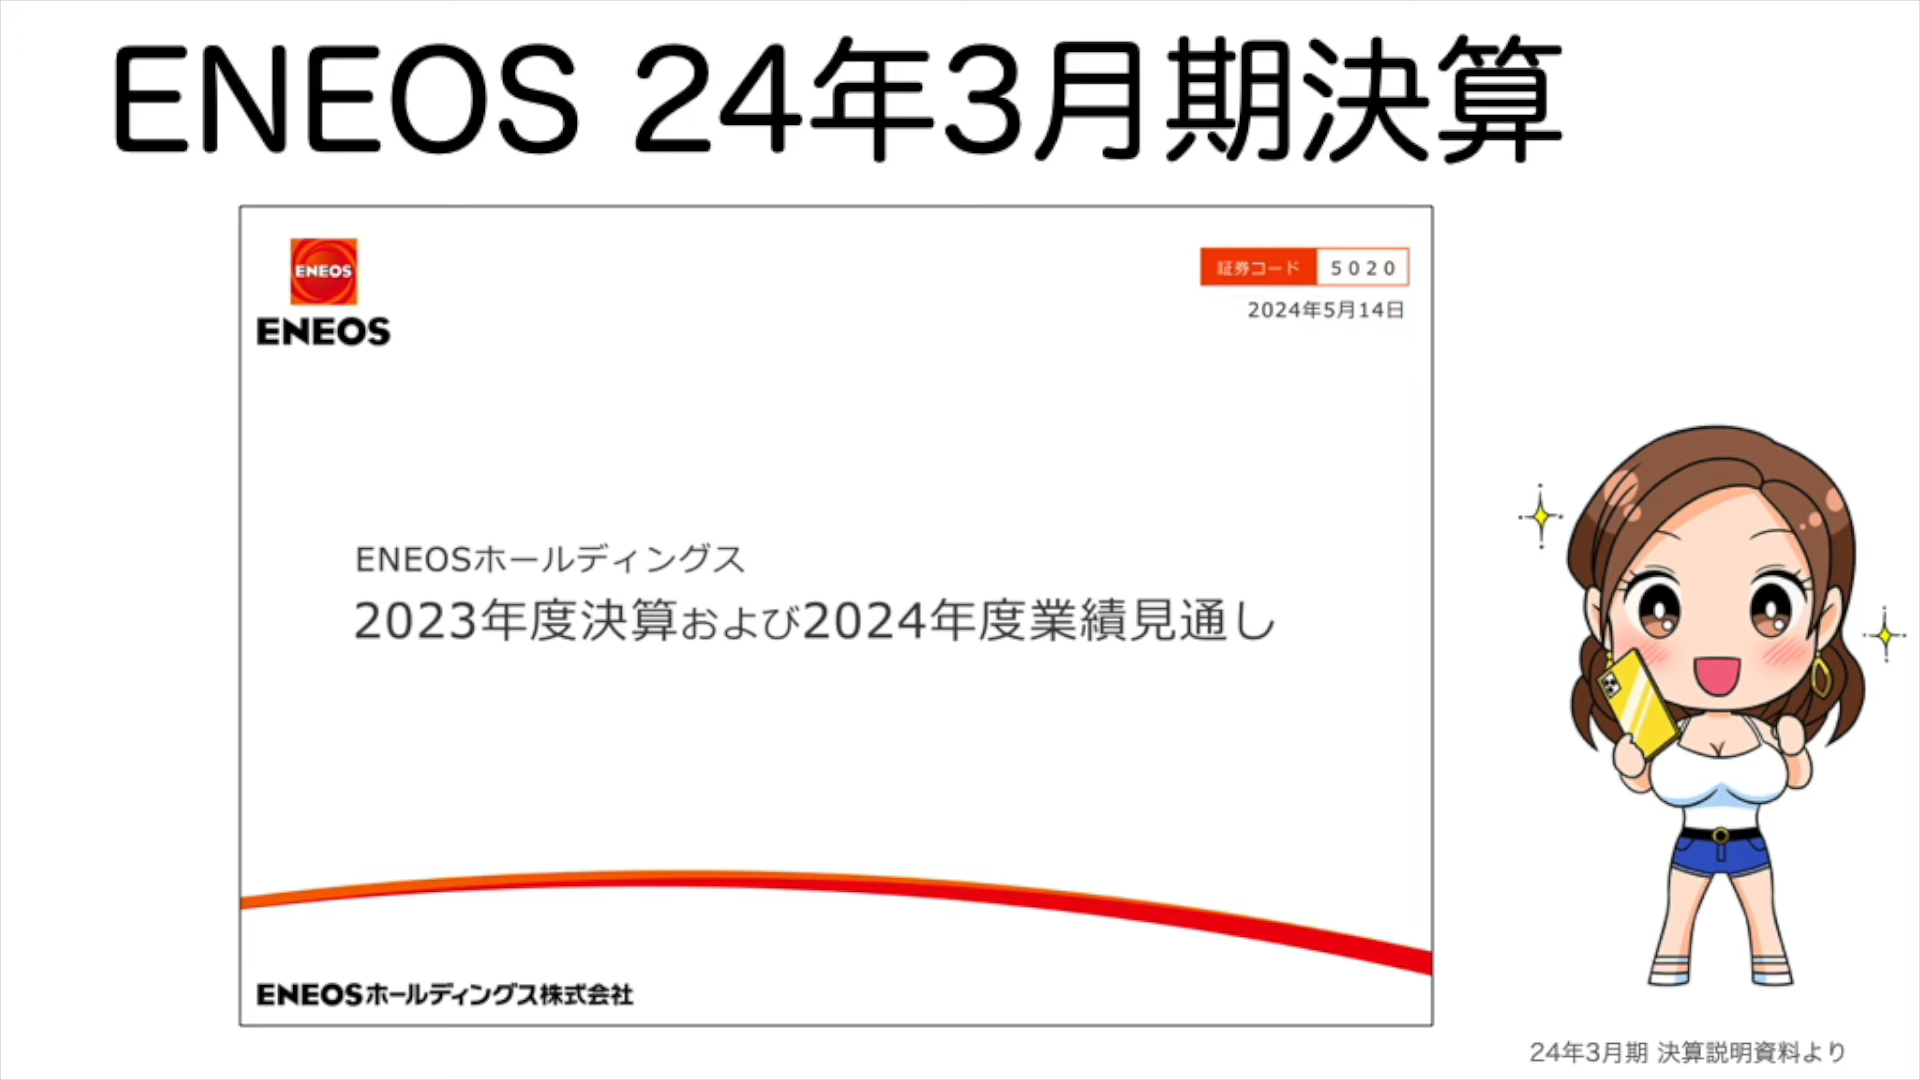 ENEOS 24年3月期決算
ENEOS
ENEOS
証券コード 5020
2024年5月14日
ENEOSホールディングス
2023年度決算および2024年度業績見通し
ENEOSホールディングス株式会社
24年3月期 決算説明資料より